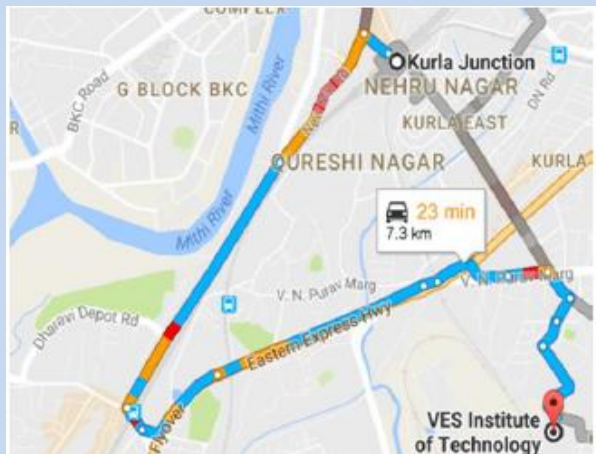 COMPLEX
Kurla Junction
NEHRU NAGAR
G BLOCK BKC
BKC Road
Mithi River
DN Rd
KURLA EAST
QURESHI NAGAR
KURLA
23 min
7.3 km
Mithi River
V. N. Purav Marg
V. N. Purav Marg
Dharavi Depot Rd
Eastern Express Hwy
Flyover
VES Institute
of Technology